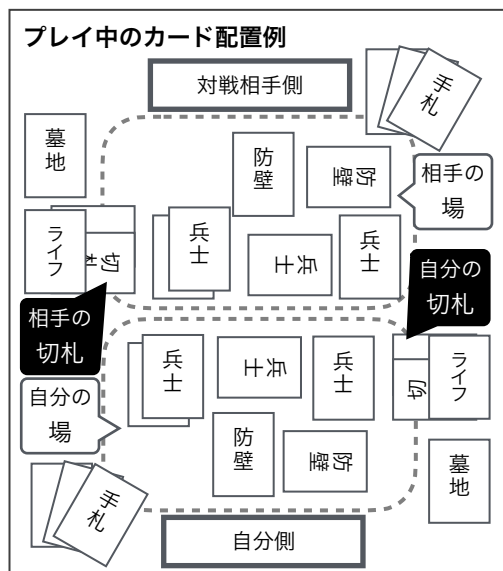 プレイ中のカード配置例
対戦相手側
手札
墓地
防壁
防壁
相手の
場
ライフ
切札
兵士
兵士
兵士
自分の
切札
相手の
切札
兵士
兵士
兵士
切
ライフ
自分の
場
防壁
防壁
墓地
手札
自分側